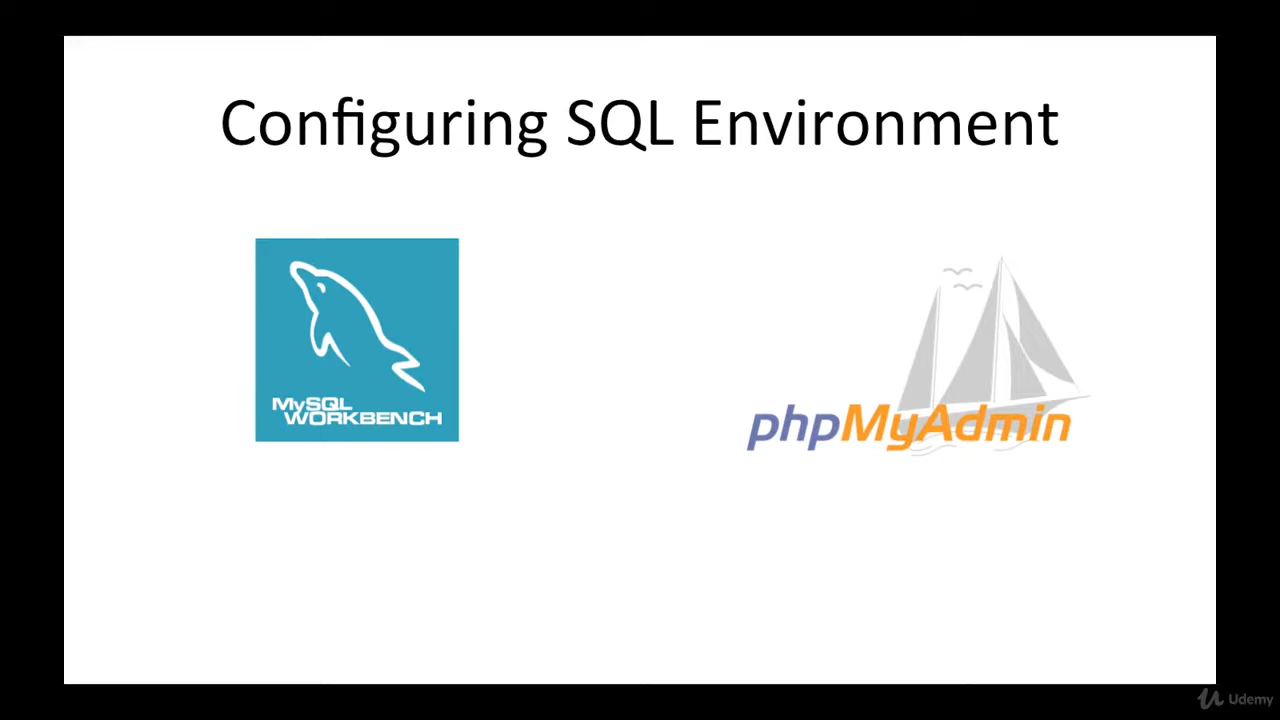 Configuring SQL Environment
MySQL
WORKBENCH
phpMyAdmin
Udemy